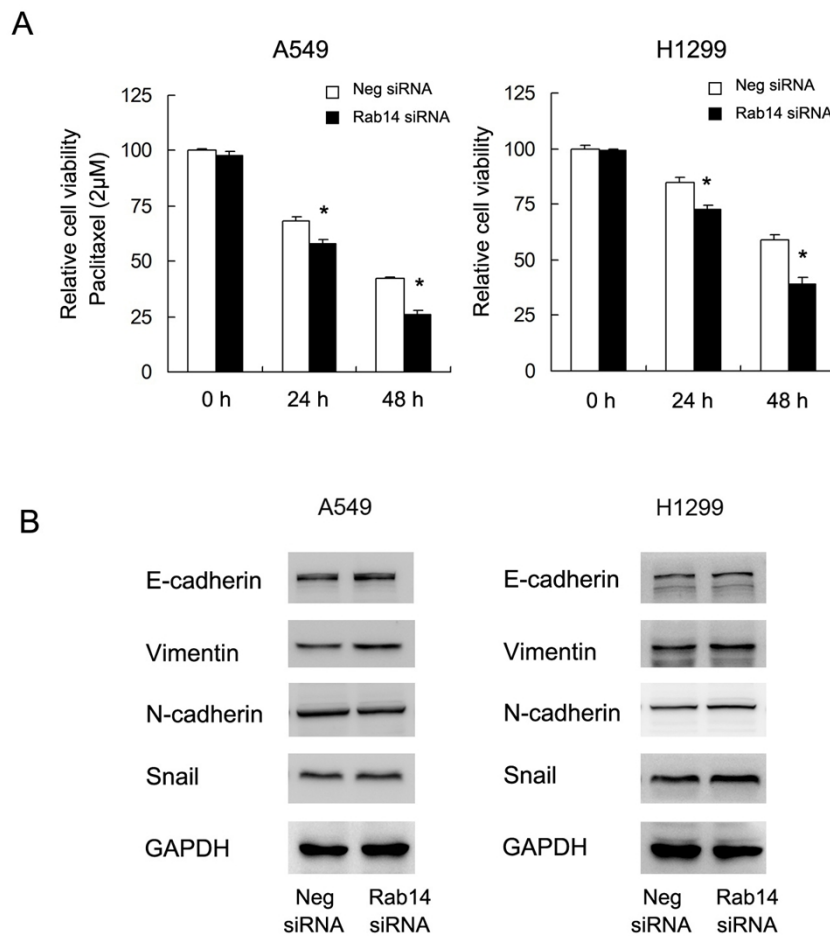 A
A549
Neg siRNA
Rab14 siRNA
Relative cell viability
Paclitaxel (2μM)
125
100
75
50
25
0
*
*
0 h
24 h
48 h
H1299
Neg siRNA
Rab14 siRNA
Relative cell viability
125
100
75
50
25
0
*
*
0 h
24 h
48 h
B
A549
E-cadherin
Vimentin
N-cadherin
Snail
GAPDH
Neg
siRNA
Rab14
siRNA
H1299
E-cadherin
Vimentin
N-cadherin
Snail
GAPDH
Neg
siRNA
Rab14
siRNA